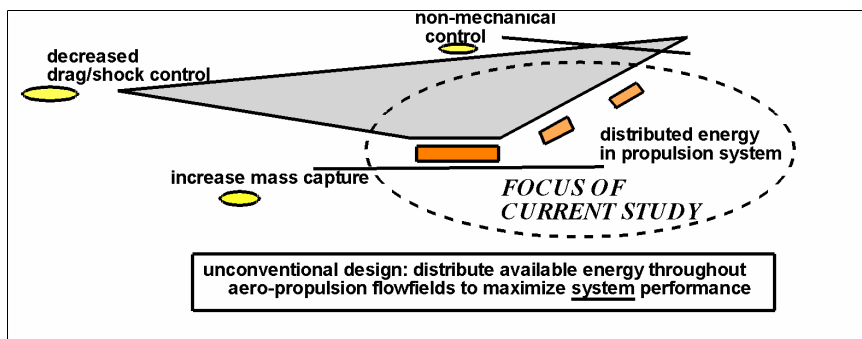 non-mechanical
control
decreased
drag/shock control
distributed energy
in propulsion system
increase mass capture
FOCUS OF
CURRENT STUDY
unconventional design: distribute available energy throughout
aero-propulsion flowfields to maximize system performance